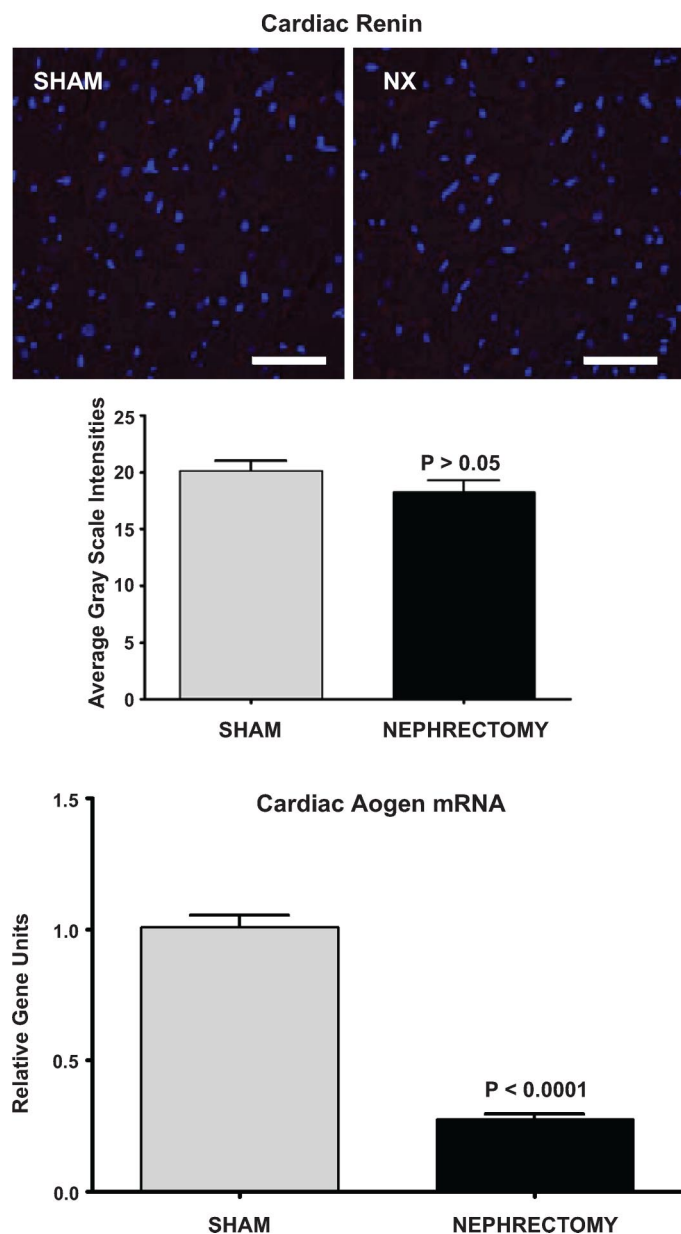 Cardiac Renin
SHAM
NX
Average Gray Scale Intensities
25
20
15
10
5
0
P > 0.05
SHAM
NEPHRECTOMY
Cardiac Aogen mRNA
Relative Gene Units
1.5
1.0
0.5
0.0
P < 0.0001
SHAM
NEPHRECTOMY